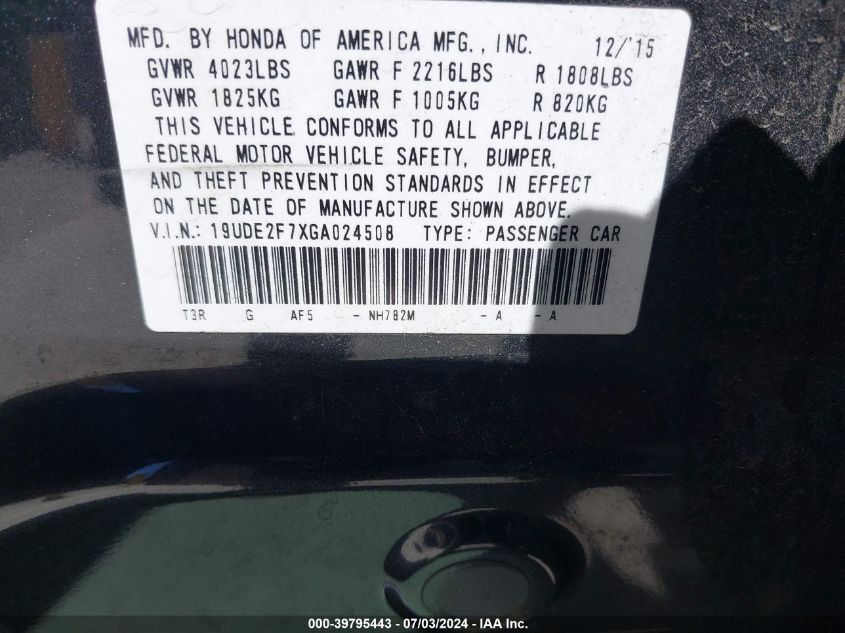 MFD. BY HONDA OF AMERICA MFG., INC. 12/'15
GVWR 4023LBS GAWR F 2216LBS R 1808LBS
GVWR 1825KG GAWR F 1005KG R 820KG
THIS VEHICLE CONFORMS TO ALL APPLICABLE
FEDERAL MOTOR VEHICLE SAFETY, BUMPER,
AND THEFT PREVENTION STANDARDS IN EFFECT
ON THE DATE OF MANUFACTURE SHOWN ABOVE.
V.I.N.: 19UDE2F7XGA024508 TYPE: PASSENGER CAR
T3R G AF5 - NH782M - A - A
000-39795443 - 07/03/2024 - IAA Inc.